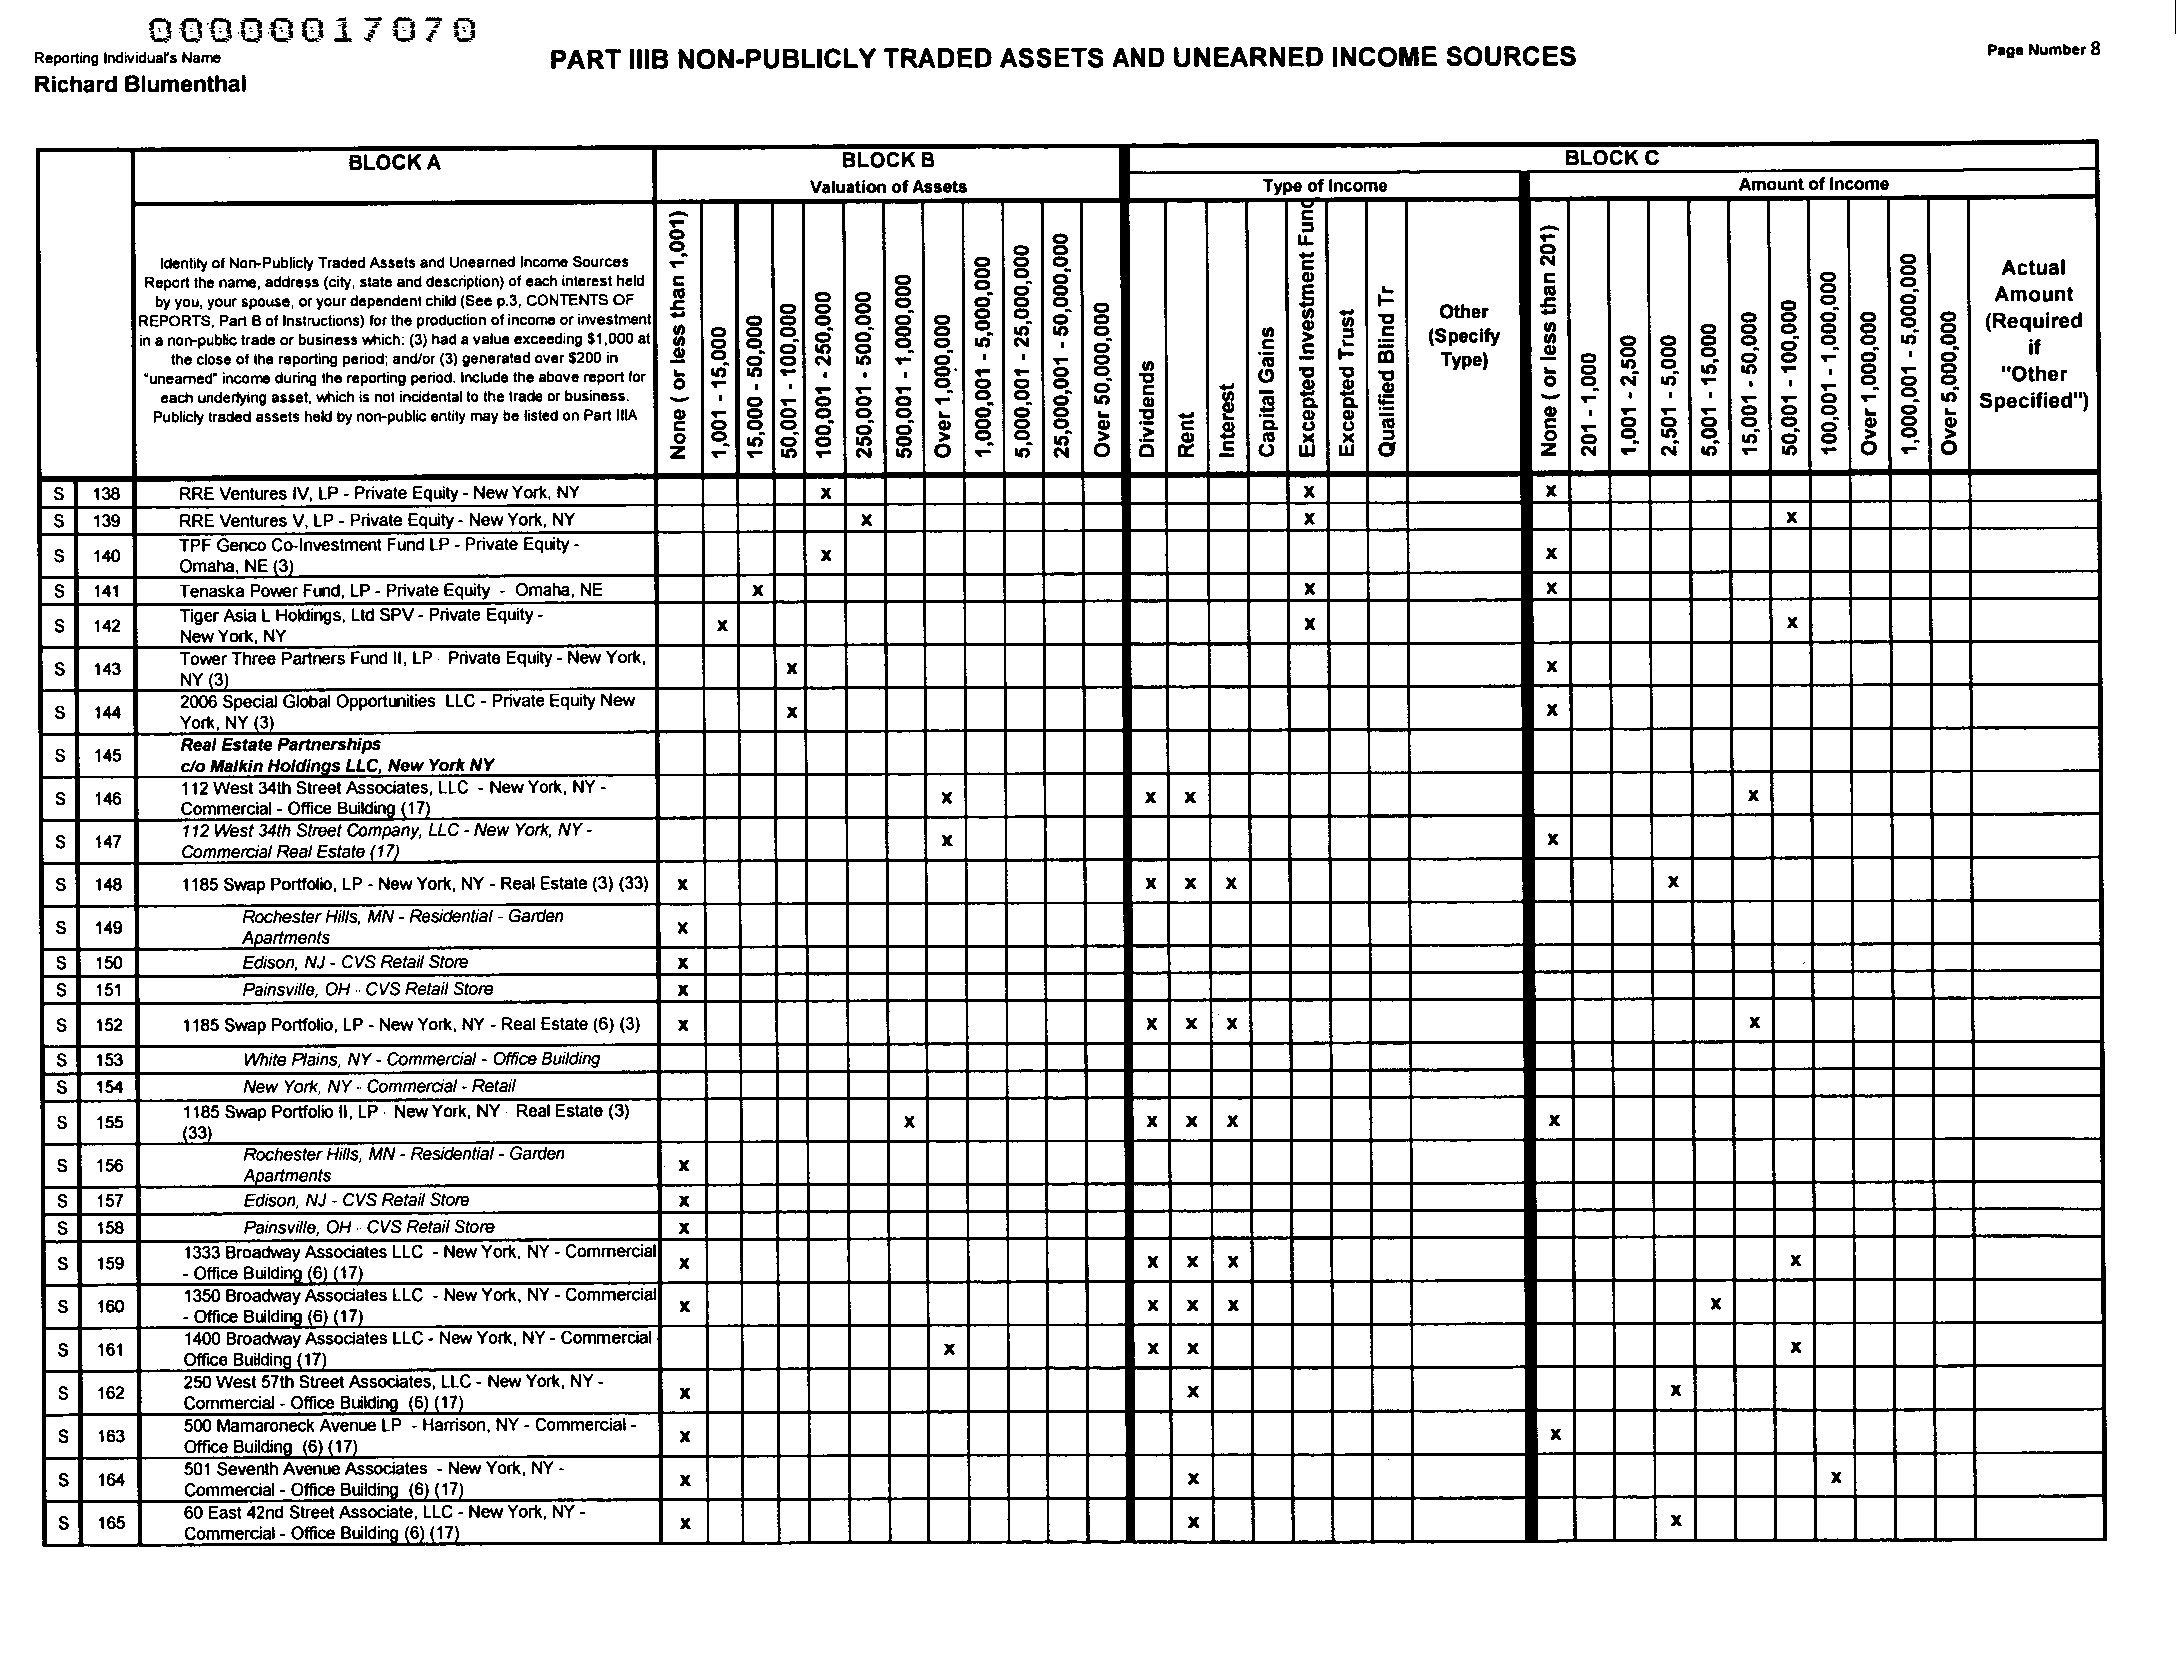 00000017070
Reporting Individual's Name
Richard Blumenthal
PART IIIB NON-PUBLICLY TRADED ASSETS AND UNEARNED INCOME SOURCES
Page Number 8
BLOCK A
BLOCK B
BLOCK C
Valuation of Assets
Type of Income
Amount of Income
Identity of Non-Publicly Traded Assets and Unearned Income Sources
Report the name, address (city, state and description) of each interest held
by you, your spouse, or your dependent child (See p.3, CONTENTS OF
REPORTS, Part B of Instructions) for the production of income or investment
in a non-public trade or business which: (3) had a value exceeding $1,000 at
the close of the reporting period; and/or (3) generated over $200 in
"unearned" income during the reporting period. Include the above report for
each underlying asset, which is not incidental to the trade or business.
Publicly traded assets held by non-public entity may be listed on Part IIIA
None ( or less than 1,001)
1,001 - 15,000
15,000 - 50,000
50,001 - 100,000
100,001 - 250,000
250,001 - 500,000
500,001 - 1,000,000
Over 1,000,000
1,000,001 - 5,000,000
5,000,001 - 25,000,000
25,000,001 - 50,000,000
Over 50,000,000
Dividends
Rent
Interest
Capital Gains
Excepted Investment Fund
Excepted Trust
Qualified Blind Tr
Other
(Specify
Type)
None ( or less than 201)
201 - 1,000
1,001 - 2,500
2,501 - 5,000
5,001 - 15,000
15,001 - 50,000
50,001 - 100,000
100,001 - 1,000,000
Over 1,000,000
1,000,001 - 5,000,000
Over 5,000,000
Actual
Amount
(Required
if
"Other
Specified")
S 138 RRE Ventures IV, LP - Private Equity - New York, NY x x x
S 139 RRE Ventures V, LP - Private Equity - New York, NY x x x
S 140 TPF Genco Co-Investment Fund LP - Private Equity -
Omaha, NE (3) x x
S 141 Tenaska Power Fund, LP - Private Equity - Omaha, NE x x x
S 142 Tiger Asia L Holdings, Ltd SPV - Private Equity -
New York, NY x x x
S 143 Tower Three Partners Fund II, LP - Private Equity - New York,
NY (3) x x
S 144 2006 Special Global Opportunities LLC - Private Equity New
York, NY (3) x x
S 145 Real Estate Partnerships
c/o Malkin Holdings LLC, New York NY
S 146 112 West 34th Street Associates, LLC - New York, NY -
Commercial - Office Building (17) x x x x
S 147 112 West 34th Street Company, LLC - New York, NY -
Commercial Real Estate (17) x x
S 148 1185 Swap Portfolio, LP - New York, NY - Real Estate (3) (33) x x x x x
S 149 Rochester Hills, MN - Residential - Garden
Apartments x
S 150 Edison, NJ - CVS Retail Store x
S 151 Painsville, OH - CVS Retail Store x
S 152 1185 Swap Portfolio, LP - New York, NY - Real Estate (6) (3) x x x x x
S 153 White Plains, NY - Commercial - Office Building
S 154 New York, NY - Commercial - Retail
S 155 1185 Swap Portfolio II, LP - New York, NY - Real Estate (3)
(33) x x x x x
S 156 Rochester Hills, MN - Residential - Garden
Apartments x
S 157 Edison, NJ - CVS Retail Store x
S 158 Painsville, OH - CVS Retail Store x
S 159 1333 Broadway Associates LLC - New York, NY - Commercial
- Office Building (6) (17) x x x x x
S 160 1350 Broadway Associates LLC - New York, NY - Commercial
- Office Building (6) (17) x x x x x
S 161 1400 Broadway Associates LLC - New York, NY - Commercial
Office Building (17) x x x x
S 162 250 West 57th Street Associates, LLC - New York, NY -
Commercial - Office Building (6) (17) x x x
S 163 500 Mamaroneck Avenue LP - Harrison, NY - Commercial -
Office Building (6) (17) x x
S 164 501 Seventh Avenue Associates - New York, NY -
Commercial - Office Building (6) (17) x x x
S 165 60 East 42nd Street Associate, LLC - New York, NY -
Commercial - Office Building (6) (17) x x x